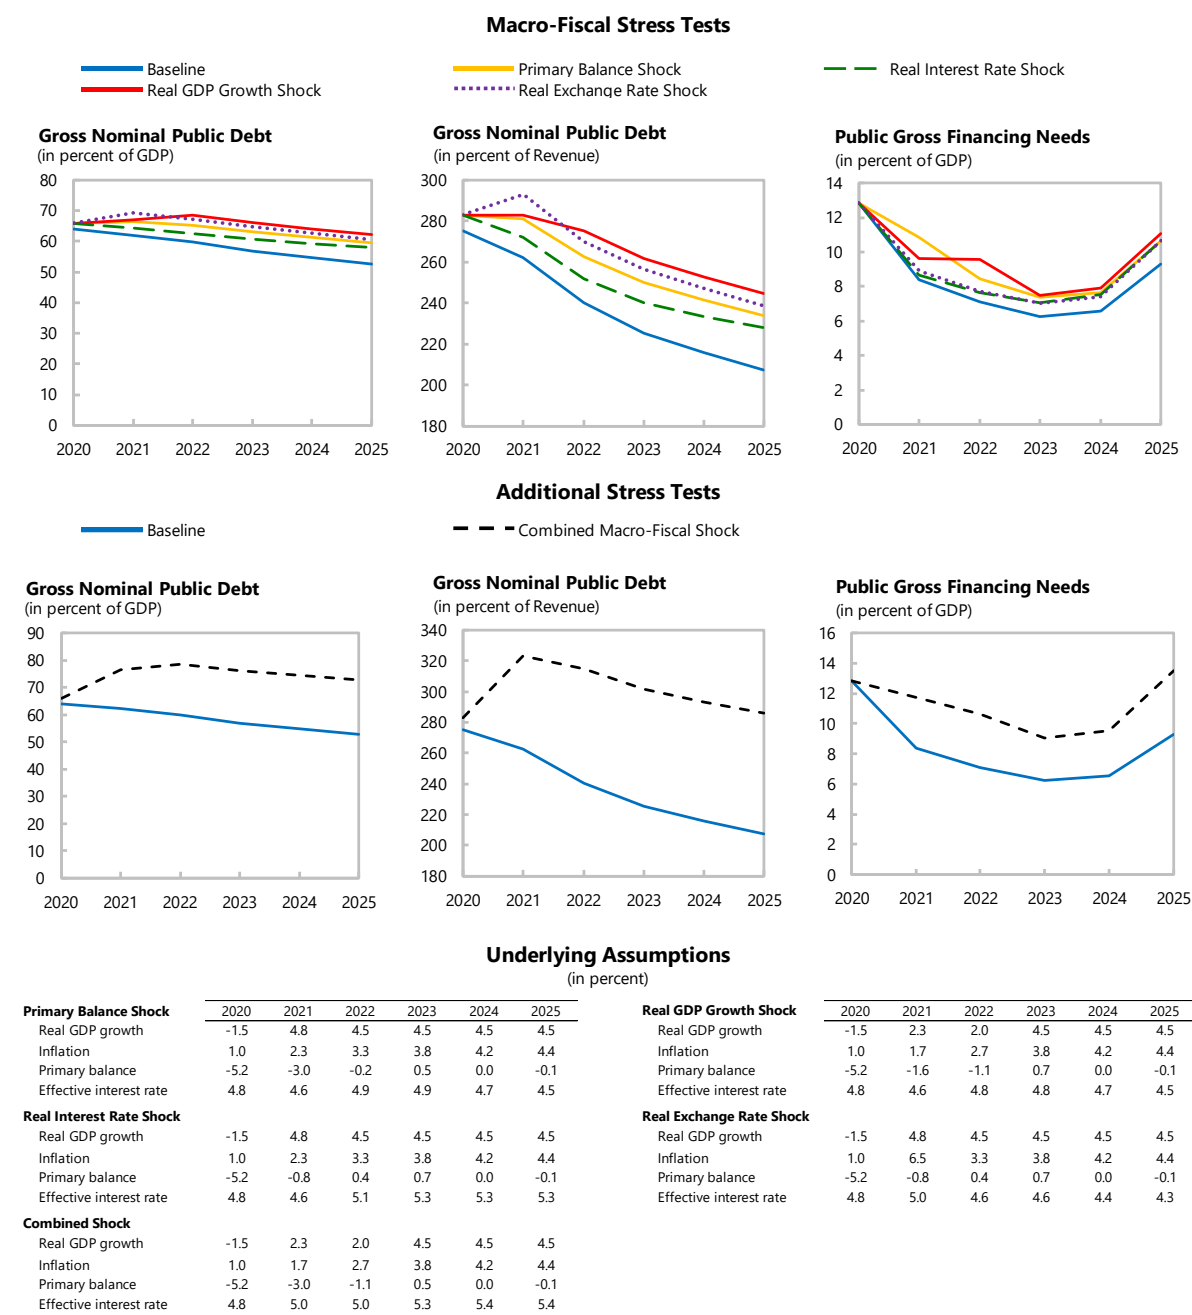 Macro-Fiscal Stress Tests
Baseline
Primary Balance Shock
Real Interest Rate Shock
Real GDP Growth Shock
Real Exchange Rate Shock
Gross Nominal Public Debt
(in percent of GDP)
80
70
60
50
40
30
20
10
0
2020 2021 2022 2023 2024 2025
Gross Nominal Public Debt
(in percent of Revenue)
300
280
260
240
220
200
180
2020 2021 2022 2023 2024 2025
Public Gross Financing Needs
(in percent of GDP)
14
12
10
8
6
4
2
0
2020 2021 2022 2023 2024 2025
Additional Stress Tests
Baseline
Combined Macro-Fiscal Shock
Gross Nominal Public Debt
(in percent of GDP)
90
80
70
60
50
40
30
20
10
0
2020 2021 2022 2023 2024 2025
Gross Nominal Public Debt
(in percent of Revenue)
340
320
300
280
260
240
220
200
180
2020 2021 2022 2023 2024 2025
Public Gross Financing Needs
(in percent of GDP)
16
14
12
10
8
6
4
2
0
2020 2021 2022 2023 2024 2025
Underlying Assumptions
(in percent)
Primary Balance Shock 2020 2021 2022 2023 2024 2025
Real GDP growth -1.5 4.8 4.5 4.5 4.5 4.5
Inflation 1.0 2.3 3.3 3.8 4.2 4.4
Primary balance -5.2 -3.0 -0.2 0.5 0.0 -0.1
Effective interest rate 4.8 4.6 4.9 4.9 4.7 4.5
Real Interest Rate Shock
Real GDP growth -1.5 4.8 4.5 4.5 4.5 4.5
Inflation 1.0 2.3 3.3 3.8 4.2 4.4
Primary balance -5.2 -0.8 0.4 0.7 0.0 -0.1
Effective interest rate 4.8 4.6 5.1 5.3 5.3 5.3
Combined Shock
Real GDP growth -1.5 2.3 2.0 4.5 4.5 4.5
Inflation 1.0 1.7 2.7 3.8 4.2 4.4
Primary balance -5.2 -3.0 -1.1 0.5 0.0 -0.1
Effective interest rate 4.8 5.0 5.0 5.3 5.4 5.4
Real GDP Growth Shock 2020 2021 2022 2023 2024 2025
Real GDP growth -1.5 2.3 2.0 4.5 4.5 4.5
Inflation 1.0 1.7 2.7 3.8 4.2 4.4
Primary balance -5.2 -1.6 -1.1 0.7 0.0 -0.1
Effective interest rate 4.8 4.6 4.8 4.8 4.7 4.5
Real Exchange Rate Shock
Real GDP growth -1.5 4.8 4.5 4.5 4.5 4.5
Inflation 1.0 6.5 3.3 3.8 4.2 4.4
Primary balance -5.2 -0.8 0.4 0.7 0.0 -0.1
Effective interest rate 4.8 5.0 4.6 4.6 4.4 4.3